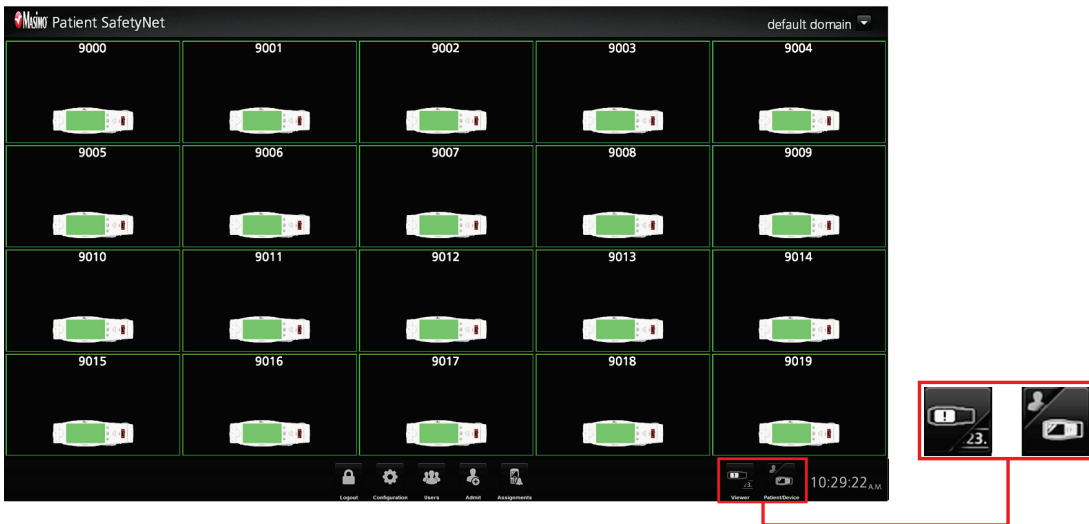 Masimo Patient SafetyNet default domain
9000 9001 9002 9003 9004
9005 9006 9007 9008 9009
9010 9011 9012 9013 9014
9015 9016 9017 9018 9019
23. 23.
Logout Configuration Users Admit Assignments Viewer Patient/Device 10:29:22 A.M.